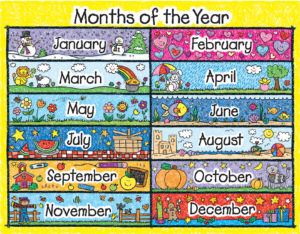 Months of the Year
January
February
March
April
May
June
July
August
September
October
November
December